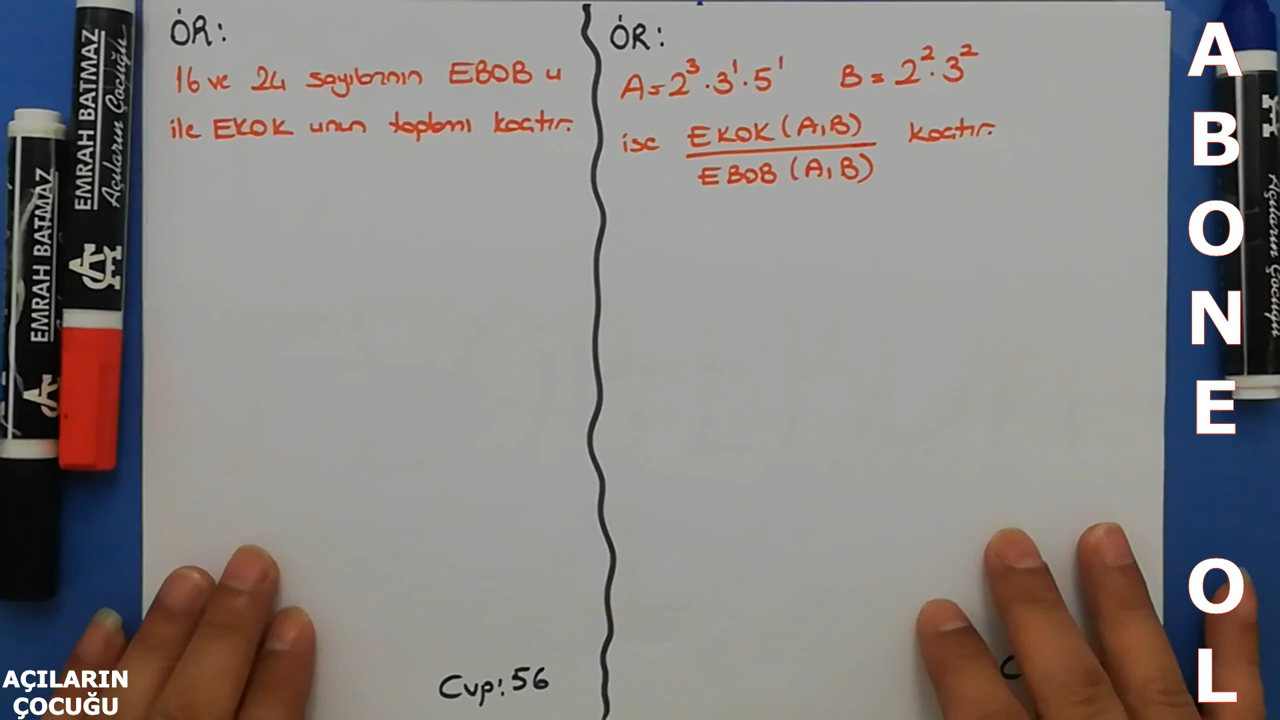 ÖR:
16 ve 24 sayılarının EBOB u
ile EKOK unun toplamı kaçtır.
Cvp: 56
ÖR:
A = 2³.3¹.5¹ B = 2².3²
ise EKOK (A,B) kaçtır.
EBOB (A,B)
EMRAH BATMAZ
Açıların Çocuğu
EMRAH BATMAZ
Açıların Çocuğu
ABONE
OL
AÇILARIN
ÇOCUĞU